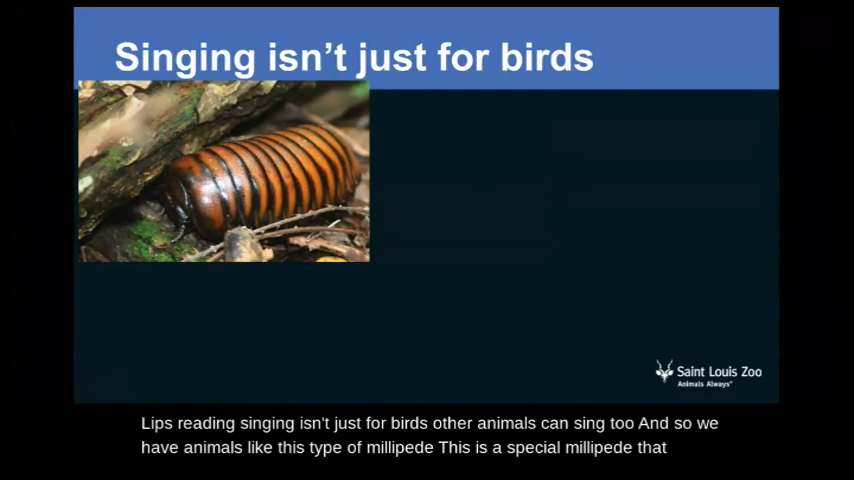 Singing isn't just for birds
Saint Louis Zoo
Animals Always™
Lips reading singing isn't just for birds other animals can sing too And so we
have animals like this type of millipede This is a special millipede that